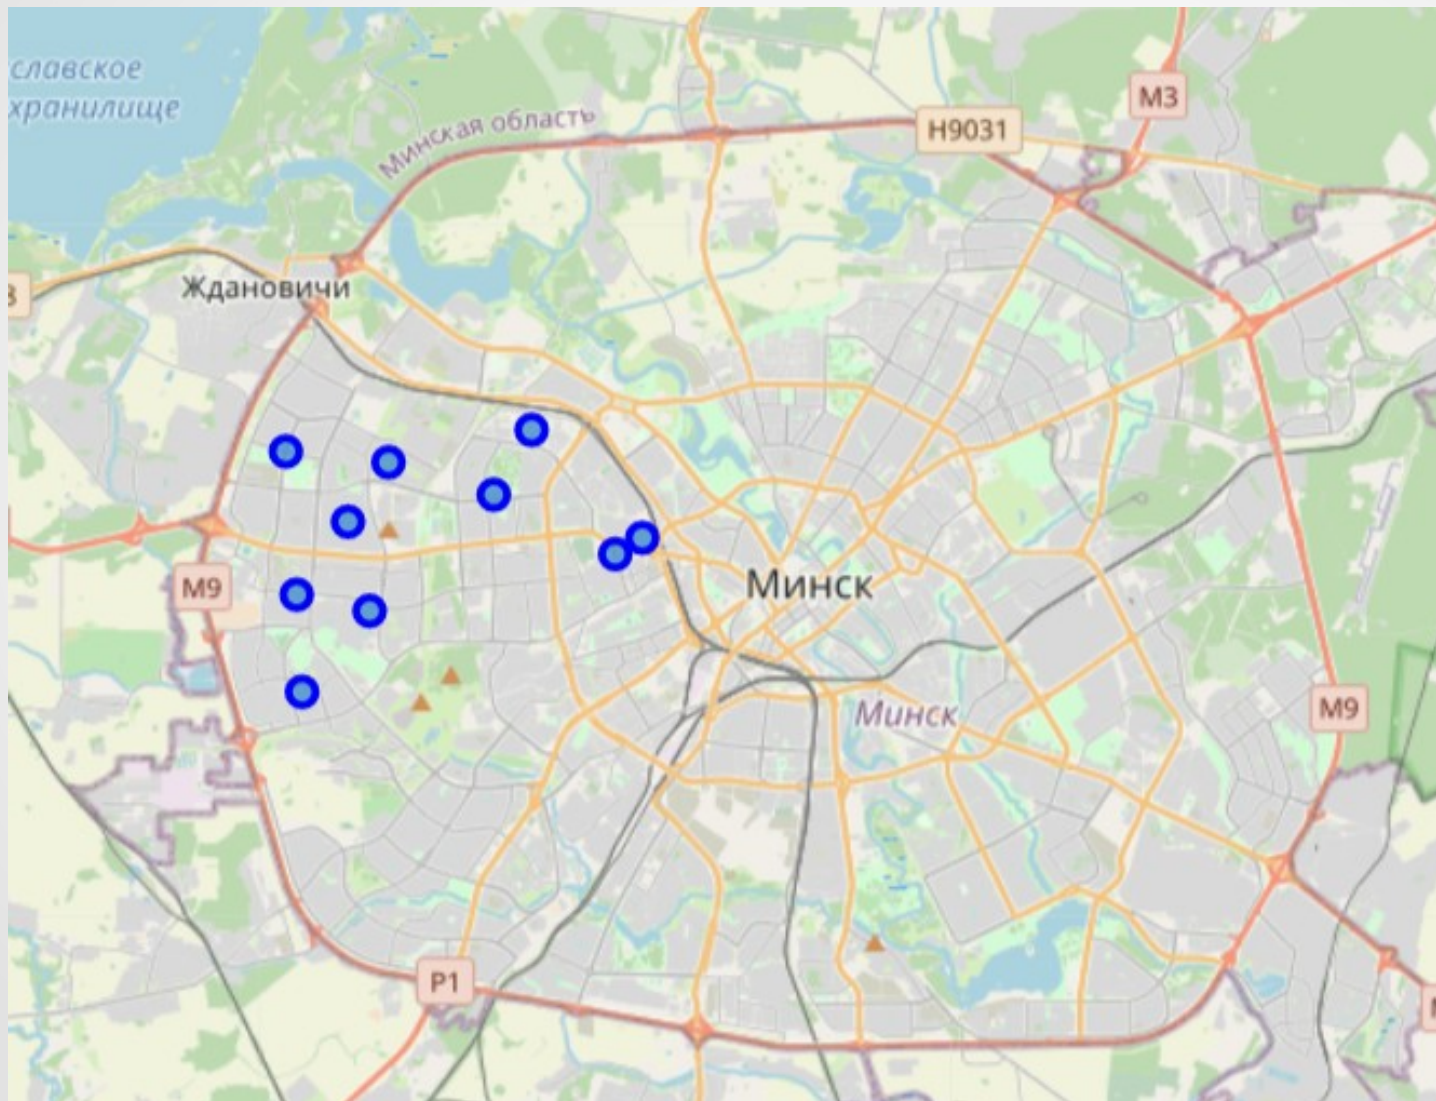 славское
хранилище
Минская область
H9031
M3
Ждановичи
M9
Минск
Минск
M9
P1